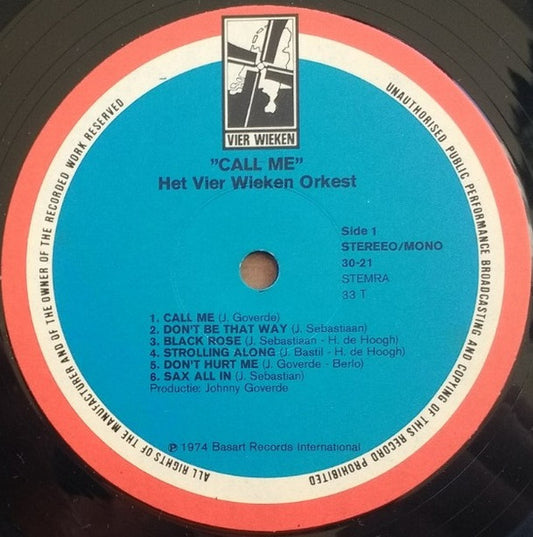 VIER WIEKEN
"CALL ME"
Het Vier Wieken Orkest
Side 1
STEREEO/MONO
30-21
STEMRA
33 T
1. CALL ME (J. Goverde)
2. DON'T BE THAT WAY (J. Sebastiaan)
3. BLACK ROSE (J. Sebastiaan - H. de Hoogh)
4. STROLLING ALONG (J. Bastil - H. de Hoogh)
5. DON'T HURT ME (J. Goverde - Berlo)
6. SAX ALL IN (J. Sebastian)
Productie: Johnny Goverde
℗ 1974 Basart Records International
ALL RIGHTS OF THE MANUFACTURER AND OF THE OWNER OF THE RECORDED WORK RESERVED
UNAUTHORISED PUBLIC PERFORMANCE BROADCASTING AND COPYING OF THIS RECORD PROHIBITED